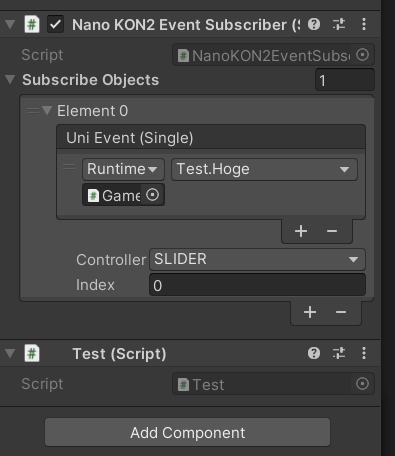 Nano KON2 Event Subscriber (S
Script NanoKON2EventSubs
Subscribe Objects 1
Element 0
Uni Event (Single)
Runtime Test.Hoge
Game
Controller SLIDER
Index 0
Test (Script)
Script Test
Add Component